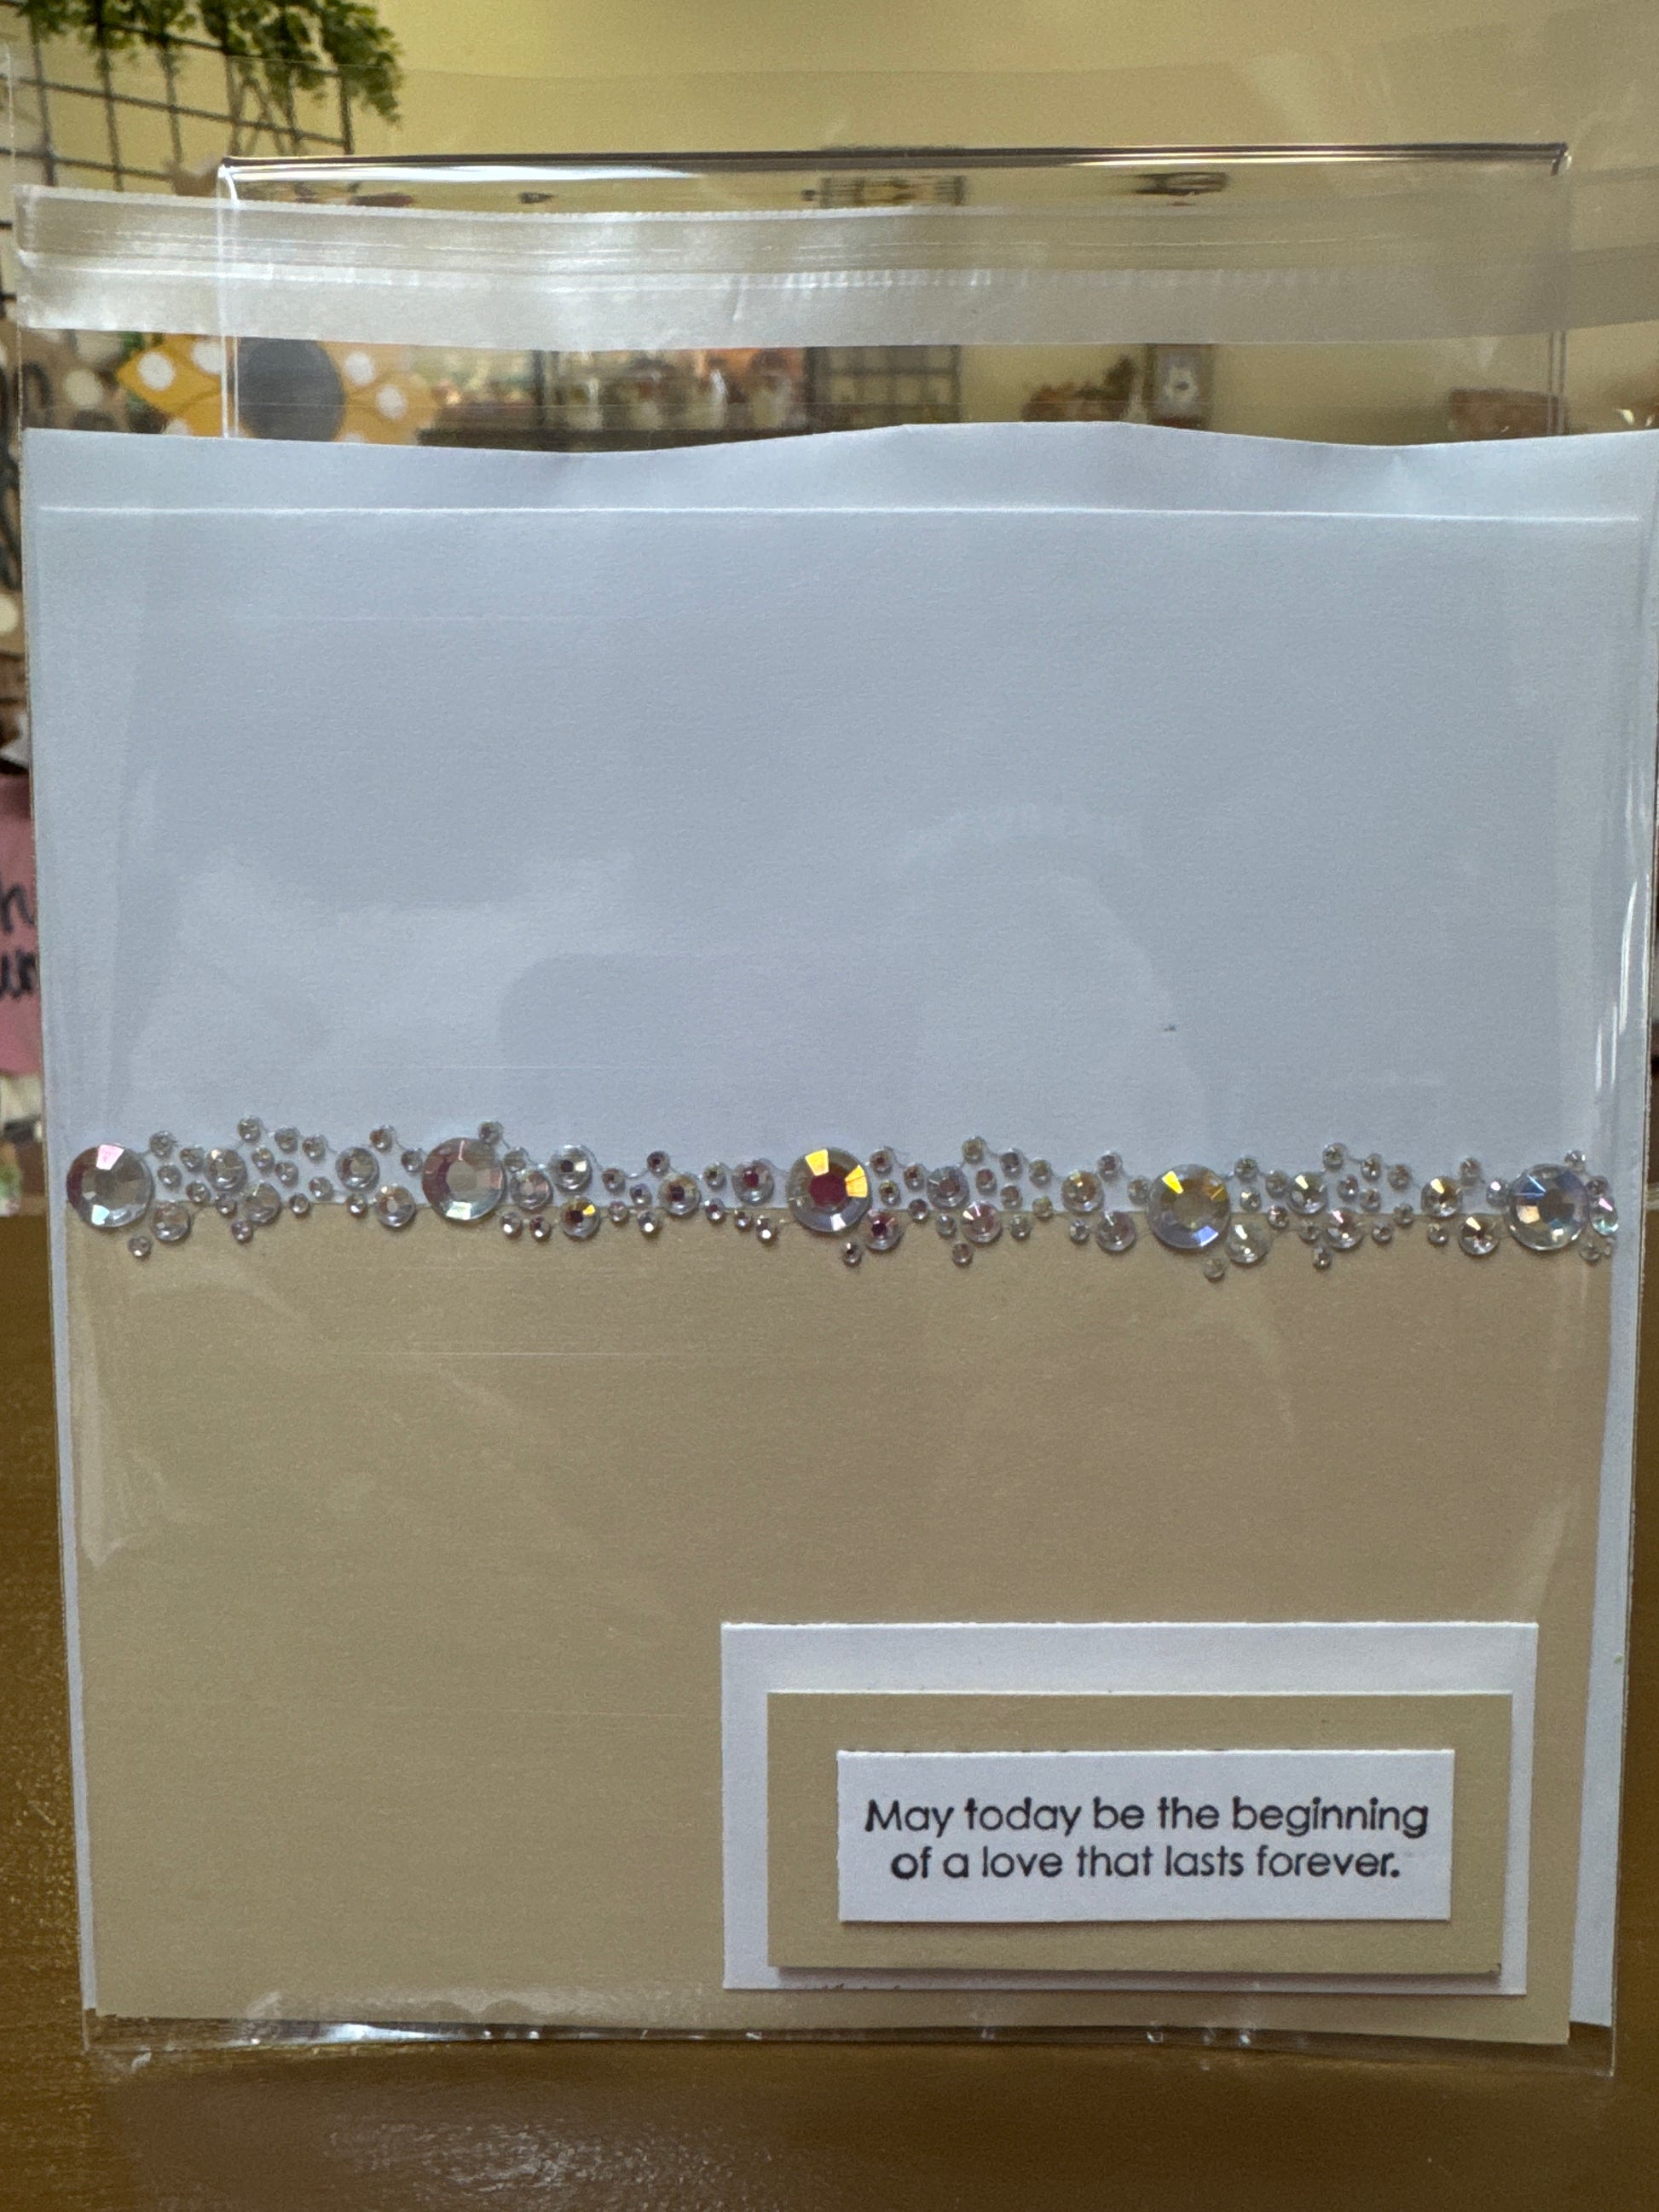 May today be the beginning
of a love that lasts forever.